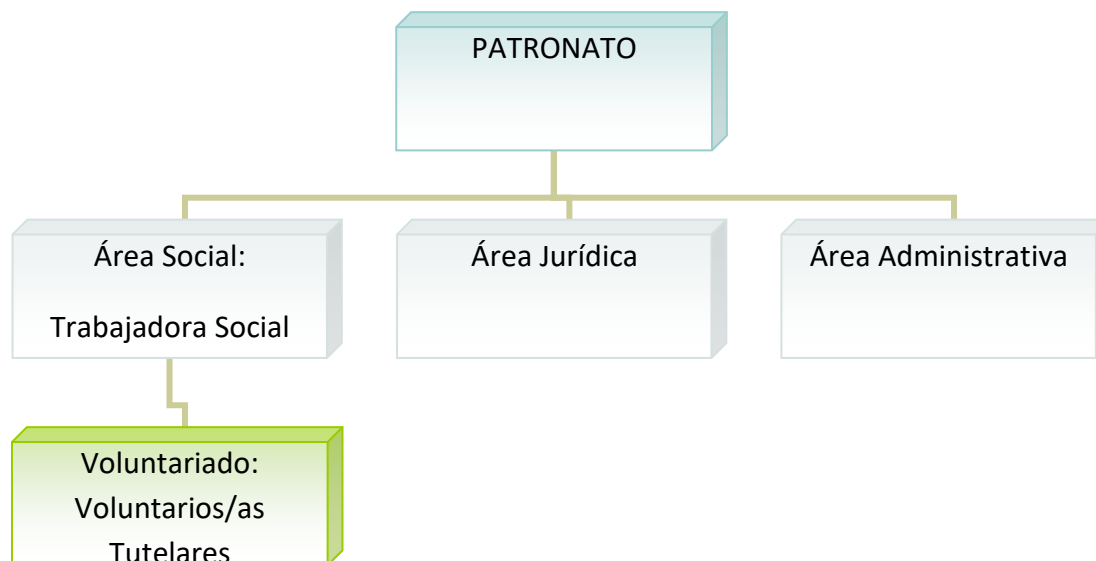 PATRONATO
Área Social:
Trabajadora Social
Área Jurídica
Área Administrativa
Voluntariado:
Voluntarios/as
Tutelares